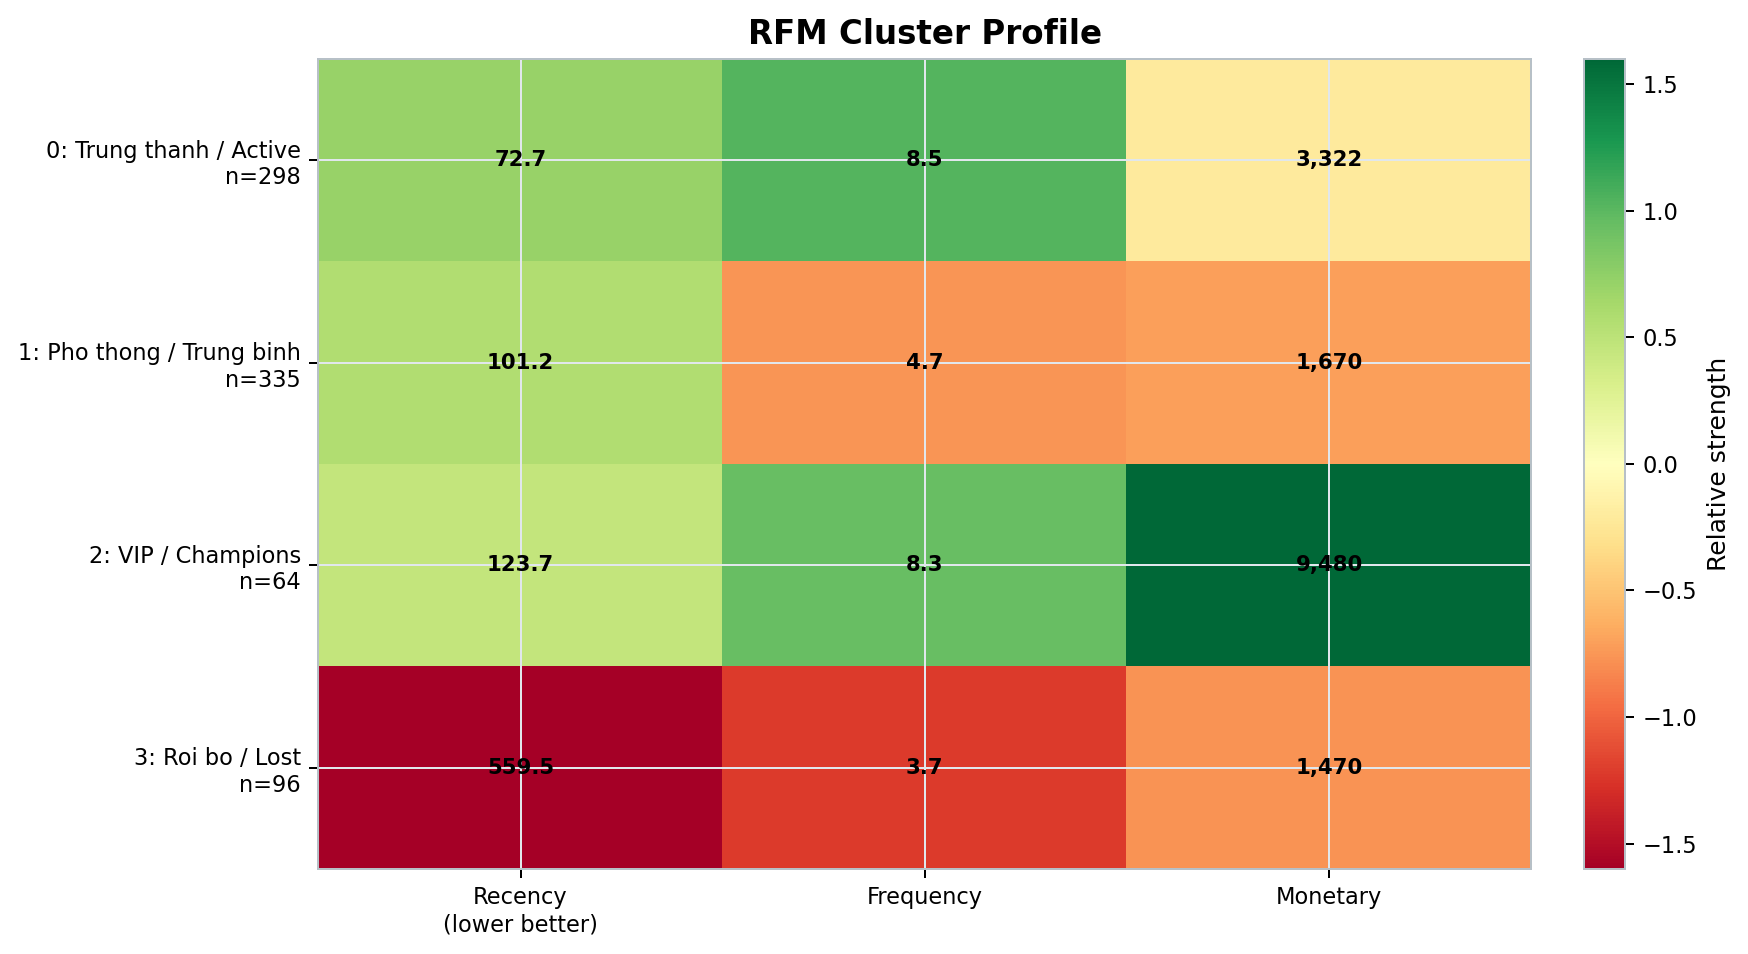 RFM Cluster Profile
0: Trung thanh / Active
n=298
72.7
8.5
3,322
1: Pho thong / Trung binh
n=335
101.2
4.7
1,670
2: VIP / Champions
n=64
123.7
8.3
9,480
3: Roi bo / Lost
n=96
559.5
3.7
1,470
Recency
(lower better)
Frequency
Monetary
1.5
1.0
0.5
0.0
−0.5
−1.0
−1.5
Relative strength